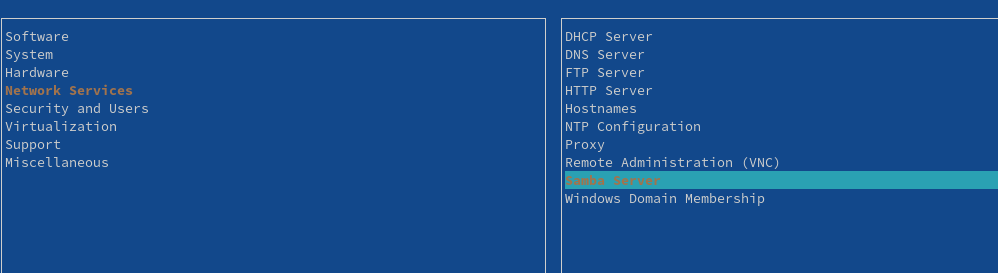 Software
System
Hardware
Network Services
Security and Users
Virtualization
Support
Miscellaneous
DHCP Server
DNS Server
FTP Server
HTTP Server
Hostnames
NTP Configuration
Proxy
Remote Administration (VNC)
Samba Server
Windows Domain Membership